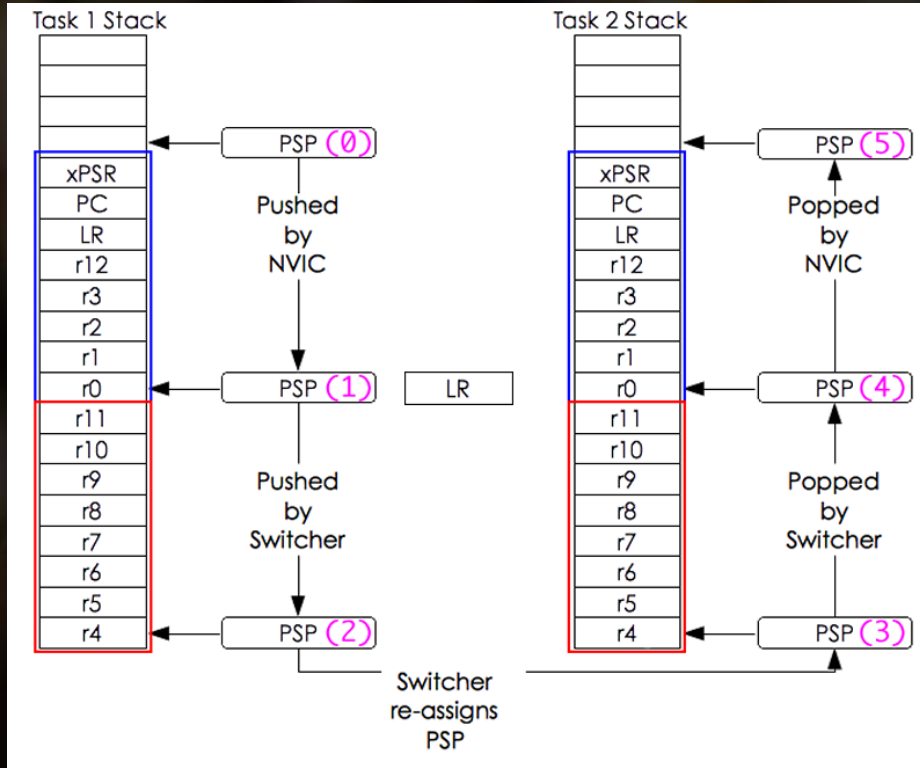 Task 1 Stack
Task 2 Stack
PSP (0)
PSP (5)
xPSR
PC
LR
r12
r3
r2
r1
r0
Pushed
by
NVIC
xPSR
PC
LR
r12
r3
r2
r1
r0
Popped
by
NVIC
PSP (1)
LR
PSP (4)
r11
r10
r9
r8
r7
r6
r5
r4
Pushed
by
Switcher
r11
r10
r9
r8
r7
r6
r5
r4
Popped
by
Switcher
PSP (2)
PSP (3)
Switcher
re-assigns
PSP